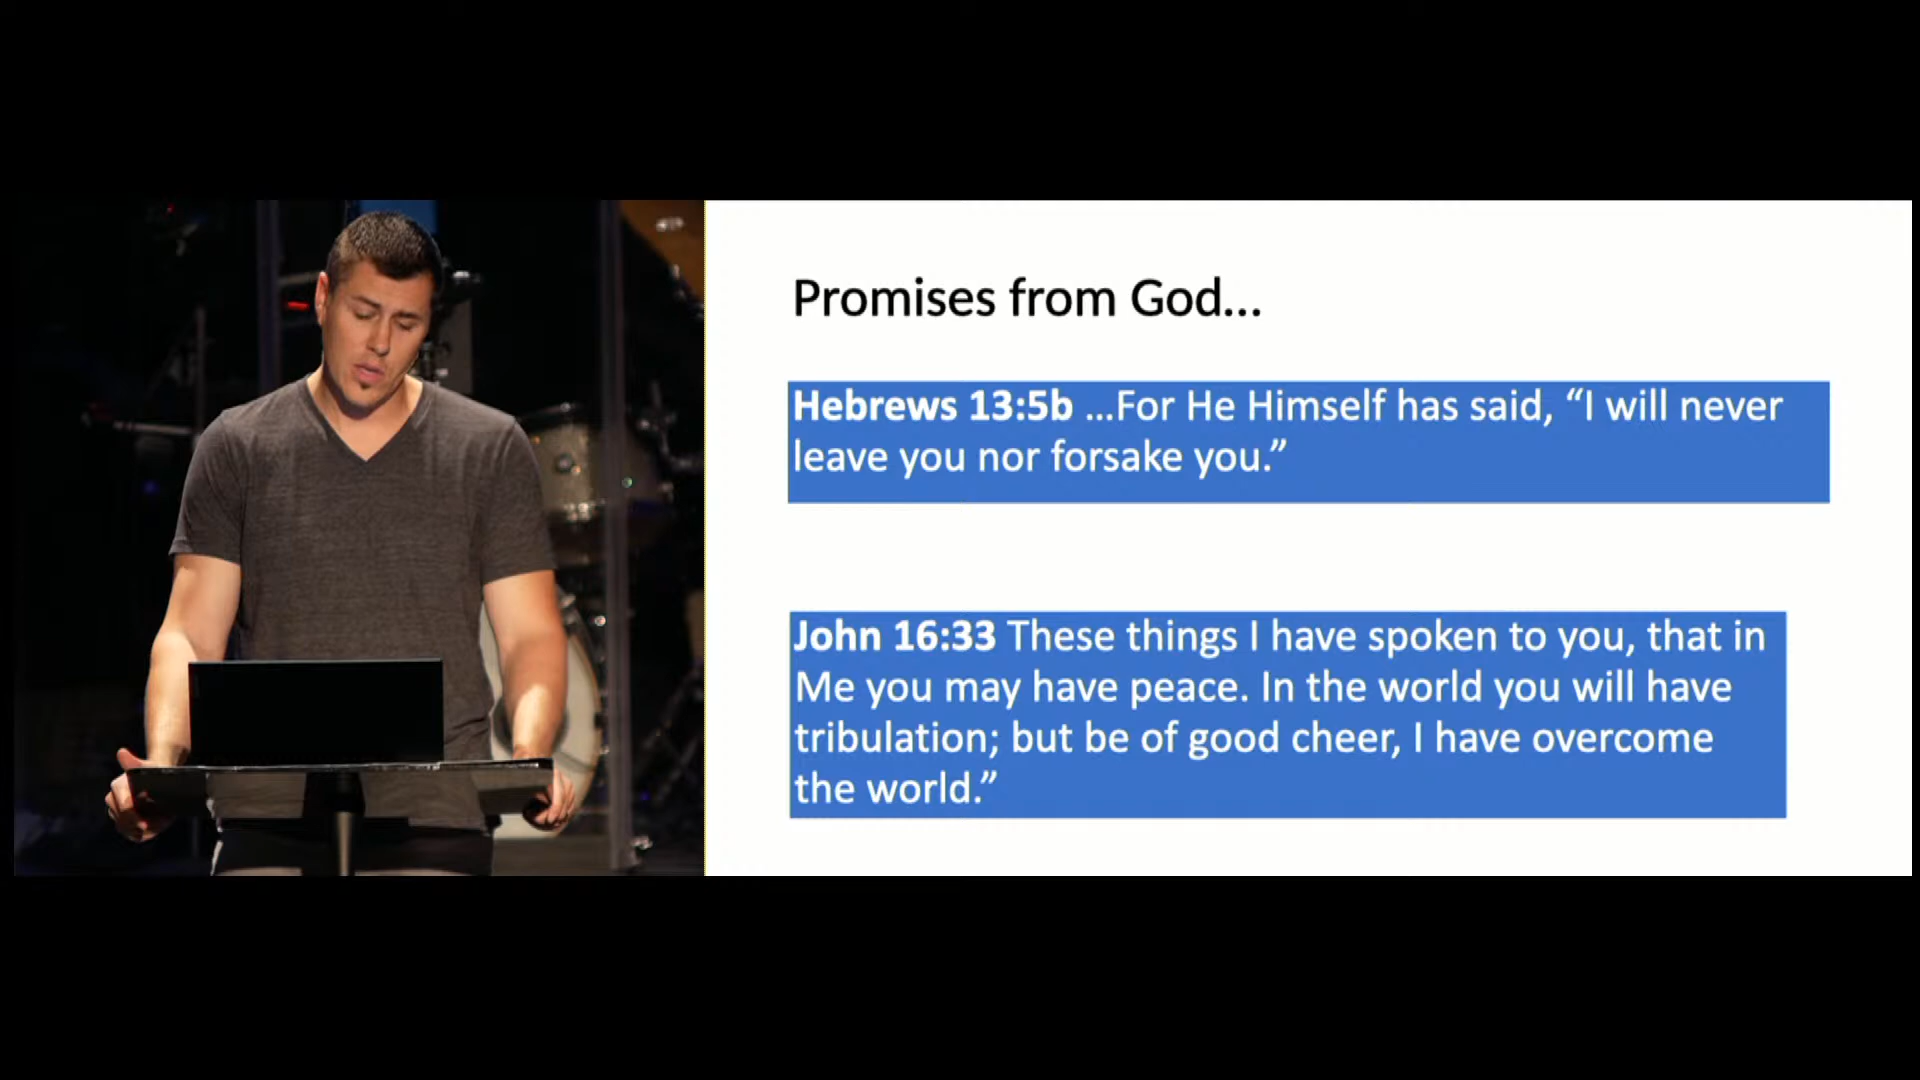 Promises from God...
Hebrews 13:5b ...For He Himself has said, “I will never
leave you nor forsake you.”
John 16:33 These things I have spoken to you, that in
Me you may have peace. In the world you will have
tribulation; but be of good cheer, I have overcome
the world.”